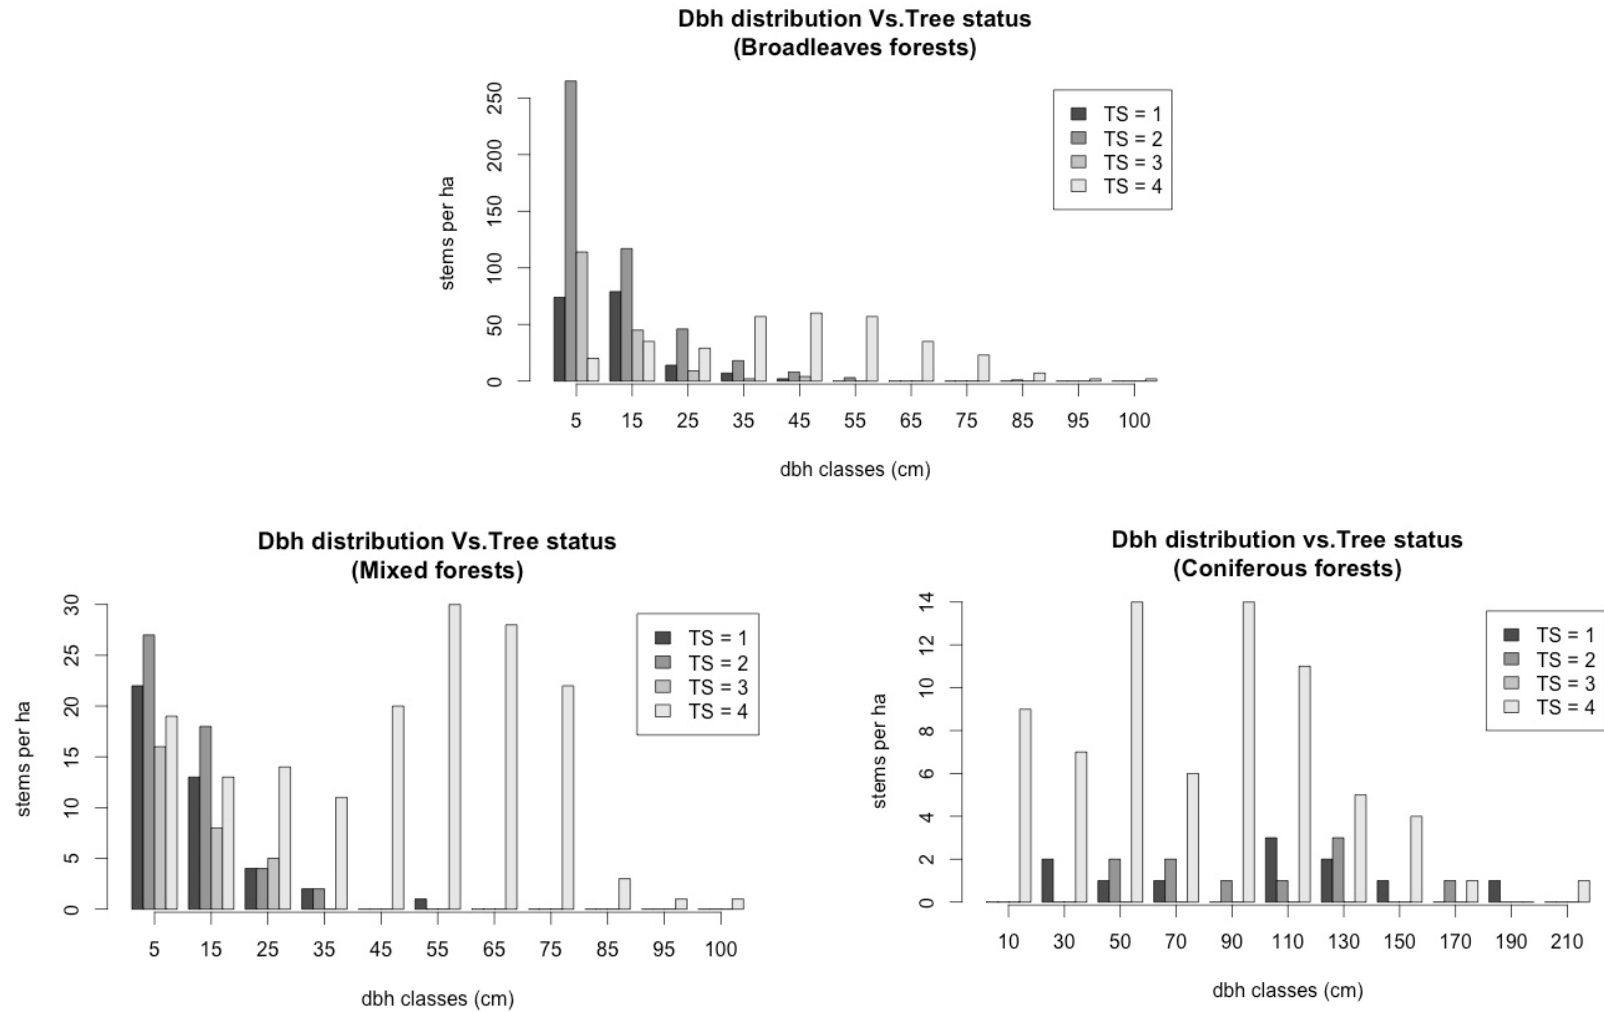 Dbh distribution Vs.Tree status
(Broadleaves forests)
stems per ha
250
200
150
100
50
0
TS = 1
TS = 2
TS = 3
TS = 4
5 15 25 35 45 55 65 75 85 95 100
dbh classes (cm)
Dbh distribution Vs.Tree status
(Mixed forests)
stems per ha
30
25
20
15
10
5
0
TS = 1
TS = 2
TS = 3
TS = 4
5 15 25 35 45 55 65 75 85 95 100
dbh classes (cm)
Dbh distribution vs.Tree status
(Coniferous forests)
stems per ha
14
12
10
8
6
4
2
0
TS = 1
TS = 2
TS = 3
TS = 4
10 30 50 70 90 110 130 150 170 190 210
dbh classes (cm)